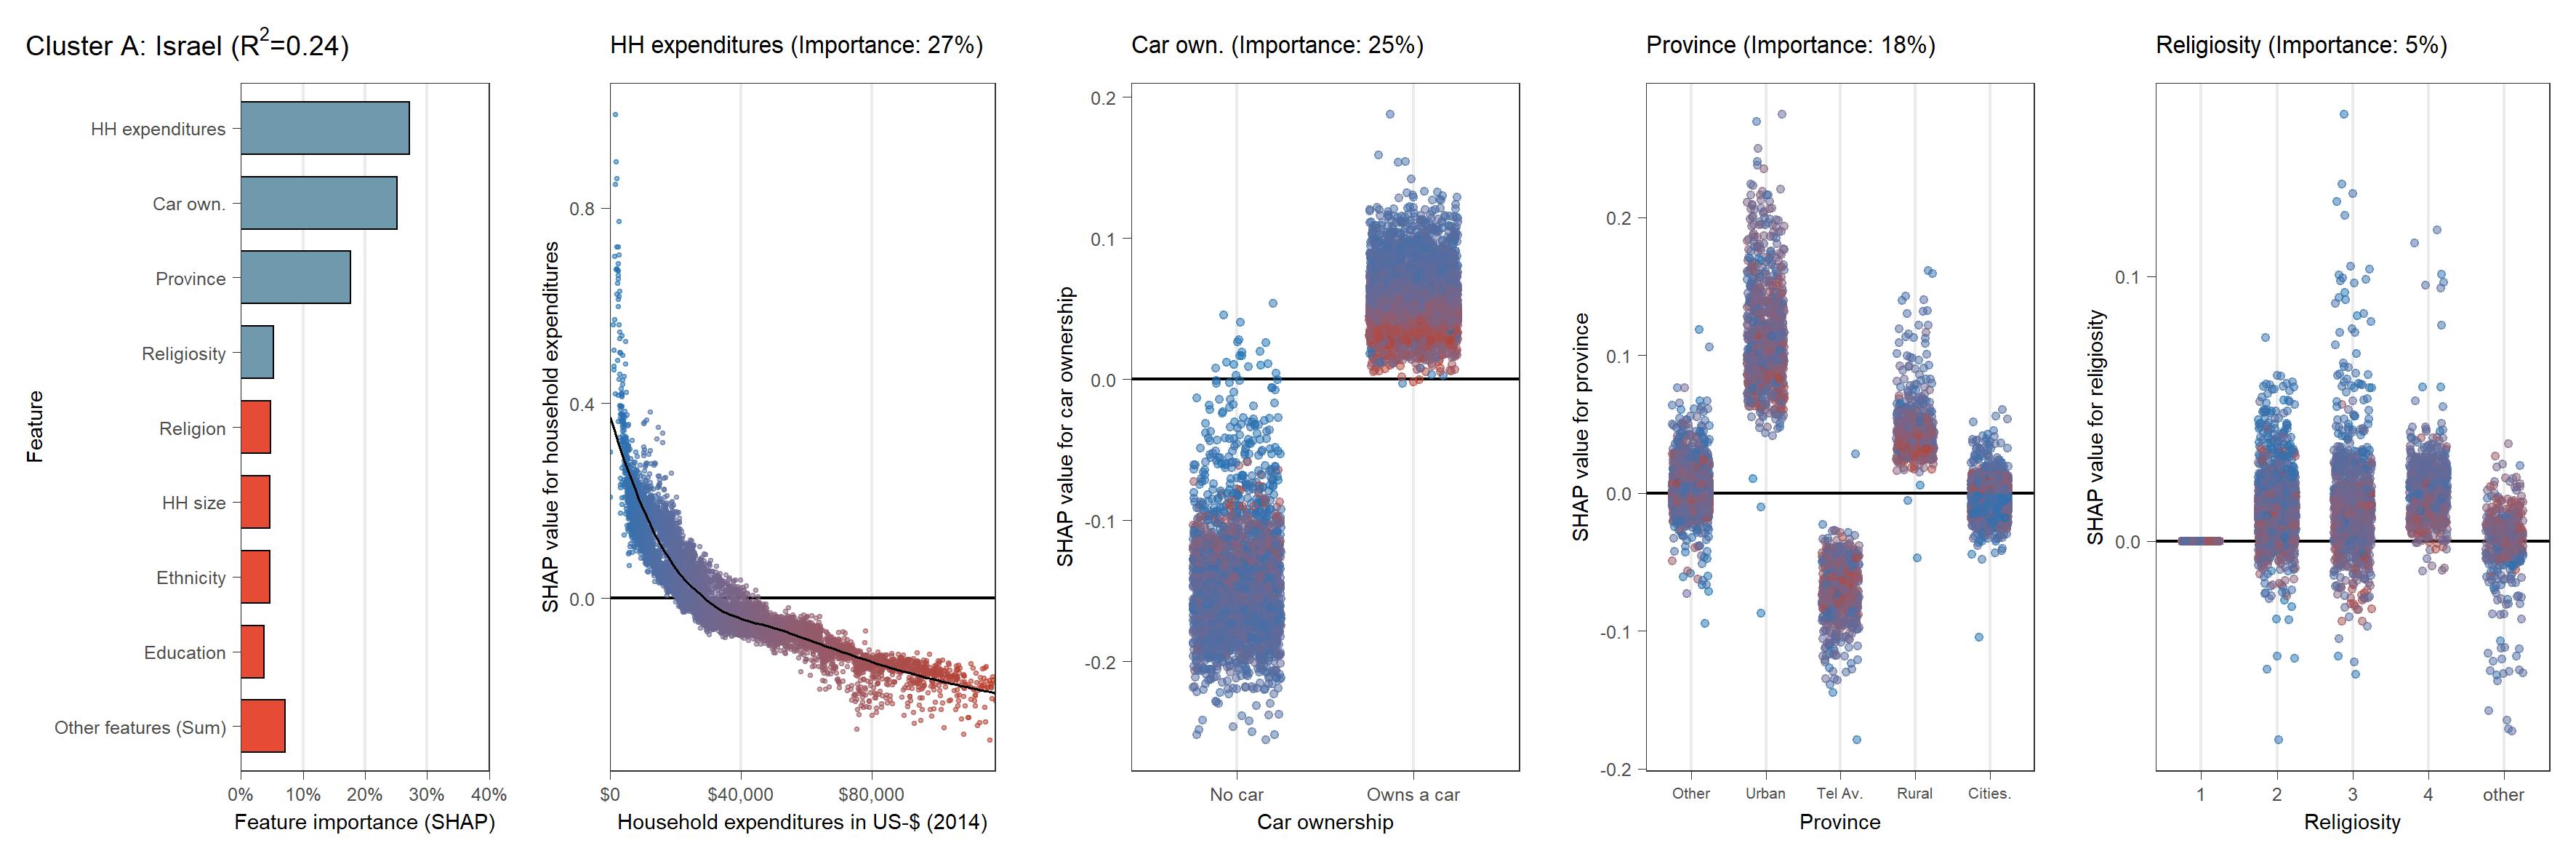 Cluster A: Israel (R²=0.24)
Feature
HH expenditures
Car own.
Province
Religiosity
Religion
HH size
Ethnicity
Education
Other features (Sum)
0% 10% 20% 30% 40%
Feature importance (SHAP)
HH expenditures (Importance: 27%)
SHAP value for household expenditures
0.8
0.4
0.0
$0 $40,000 $80,000
Household expenditures in US-$ (2014)
Car own. (Importance: 25%)
SHAP value for car ownership
0.2
0.1
0.0
-0.1
-0.2
No car Owns a car
Car ownership
Province (Importance: 18%)
SHAP value for province
0.2
0.1
0.0
-0.1
-0.2
Other Urban Tel Av. Rural Cities.
Province
Religiosity (Importance: 5%)
SHAP value for religiosity
0.1
0.0
1 2 3 4 other
Religiosity